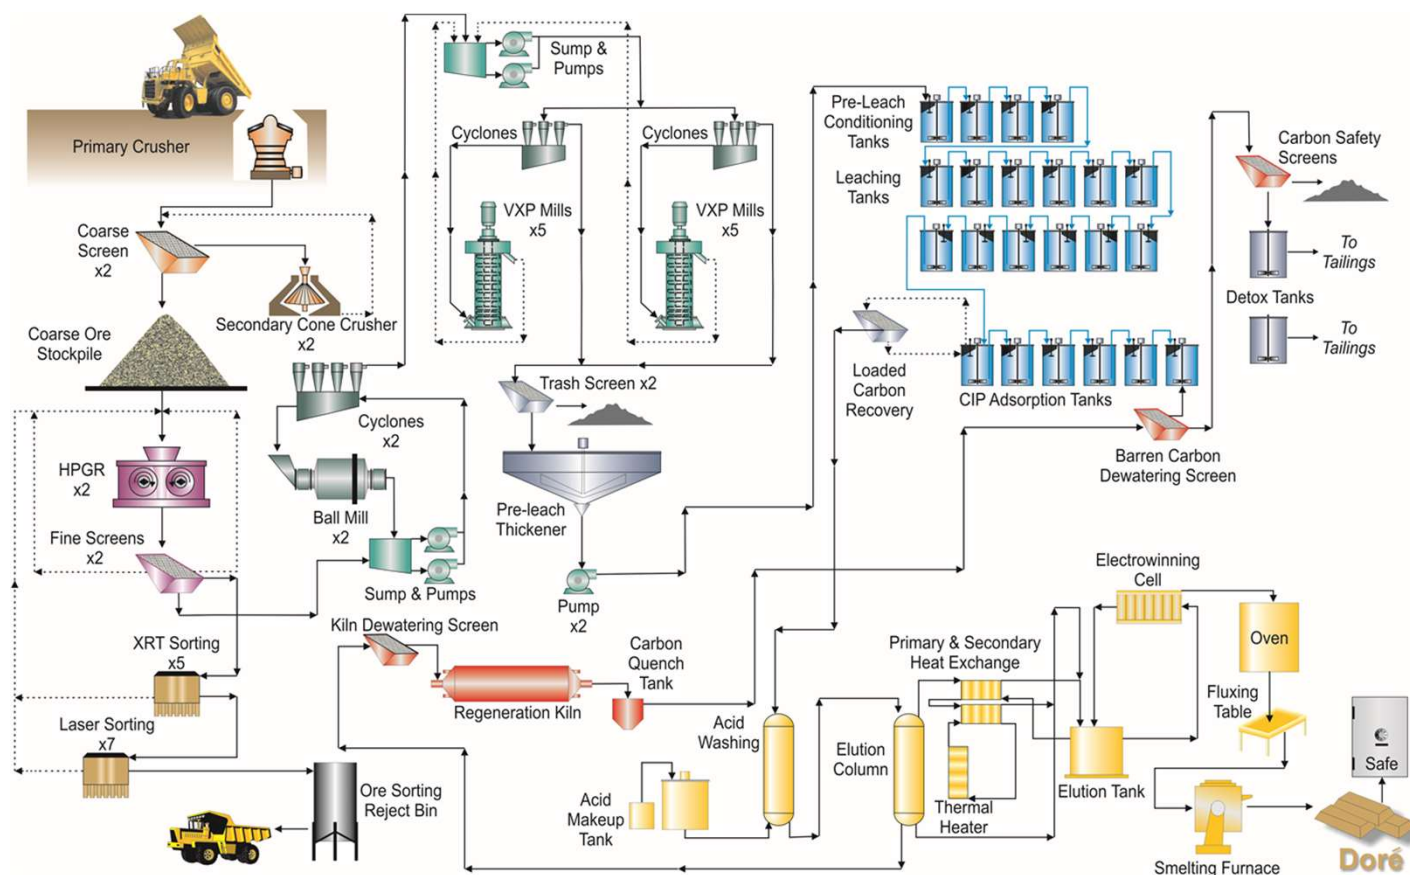 Primary Crusher
Coarse
Screen
x2
Secondary Cone Crusher
x2
Coarse Ore
Stockpile
HPGR
x2
Fine Screens
x2
XRT Sorting
x5
Laser Sorting
x7
Ore Sorting
Reject Bin
Cyclones
x2
Ball Mill
x2
Sump & Pumps
Sump &
Pumps
Cyclones
Cyclones
VXP Mills
x5
VXP Mills
x5
Trash Screen x2
Pre-leach
Thickener
Pump
x2
Pre-Leach
Conditioning
Tanks
Leaching
Tanks
Loaded
Carbon
Recovery
CIP Adsorption Tanks
Barren Carbon
Dewatering Screen
Carbon Safety
Screens
To
Tailings
Detox Tanks
To
Tailings
Kiln Dewatering Screen
Regeneration Kiln
Carbon
Quench
Tank
Acid
Makeup
Tank
Acid
Washing
Elution
Column
Primary & Secondary
Heat Exchange
Thermal
Heater
Elution Tank
Electrowinning
Cell
Oven
Fluxing
Table
Smelting Furnace
Safe
Doré